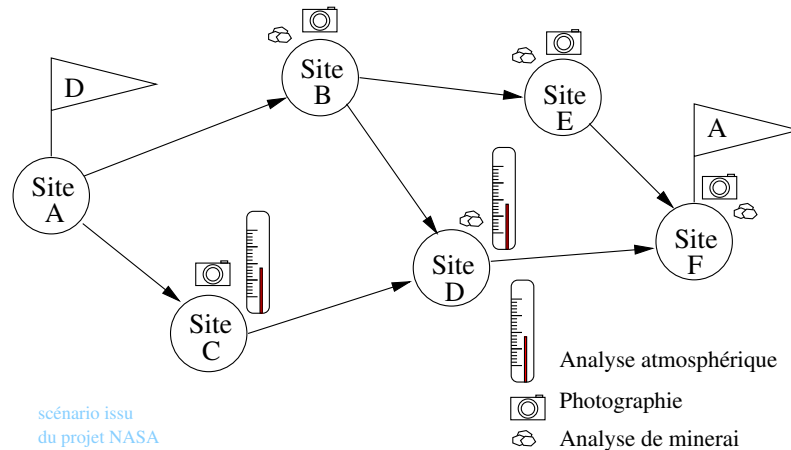 Site
B
Site
E
D
A
Site
A
Site
D
Site
F
Site
C
Analyse atmosphérique
Photographie
Analyse de minerai
scénario issu
du projet NASA